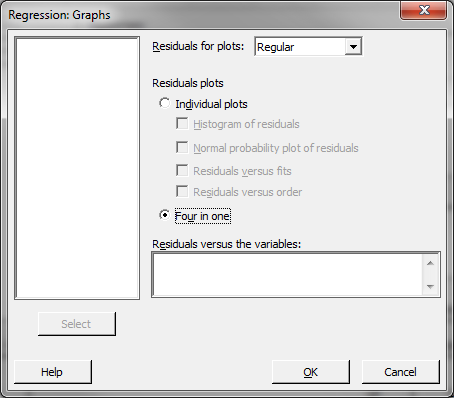 Regression: Graphs
Residuals for plots: Regular
Residuals plots
Individual plots
Histogram of residuals
Normal probability plot of residuals
Residuals versus fits
Residuals versus order
Four in one
Residuals versus the variables:
Select
Help OK Cancel